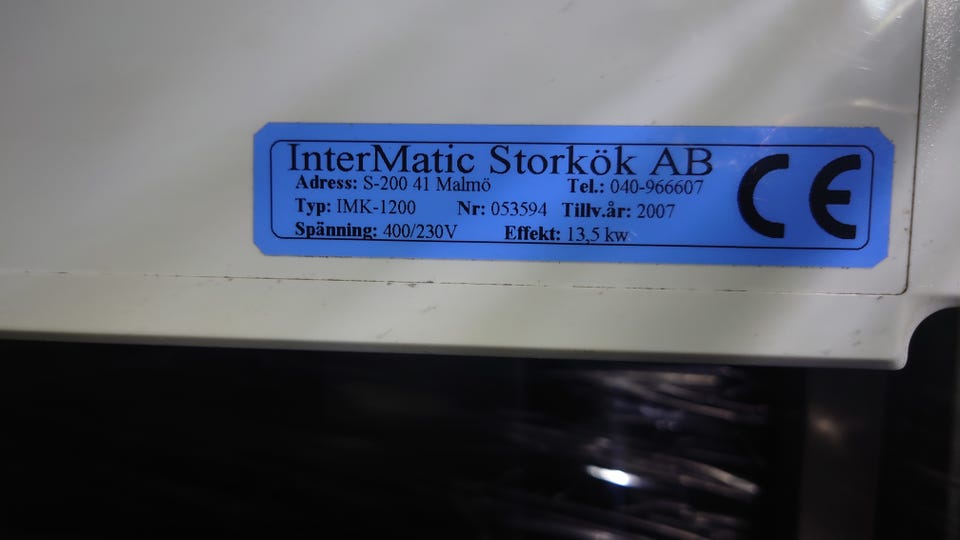 InterMatic Storkök AB
Adress: S-200 41 Malmö Tel.: 040-966607
Typ: IMK-1200 Nr: 053594 Tillv.år: 2007
Spänning: 400/230V Effekt: 13,5 kw
CE